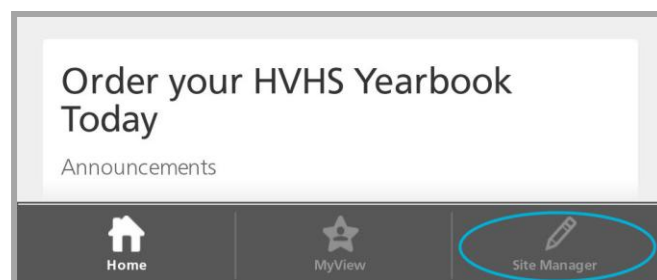 Order your HVHS Yearbook
Today
Announcements
Home MyView Site Manager